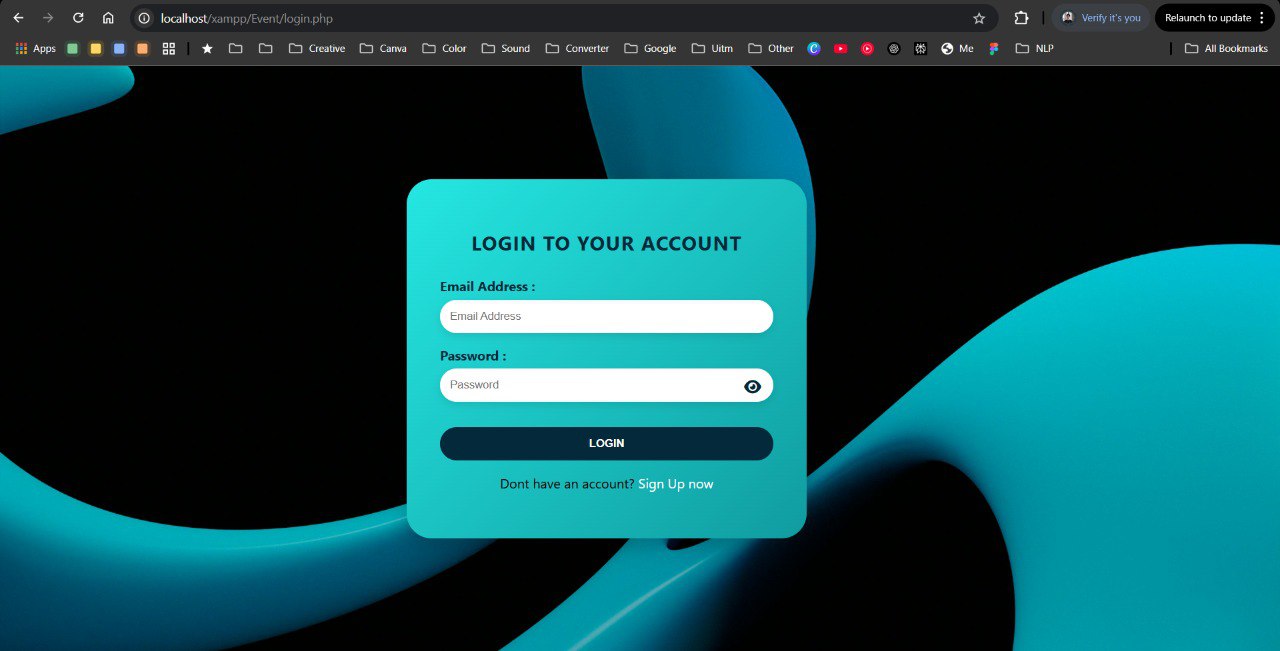 localhost/xampp/Event/login.php
Verify it's you
Relaunch to update
Apps
Creative
Canva
Color
Sound
Converter
Google
Uitm
Other
Me
NLP
All Bookmarks
LOGIN TO YOUR ACCOUNT
Email Address :
Email Address
Password :
Password
LOGIN
Dont have an account? Sign Up now